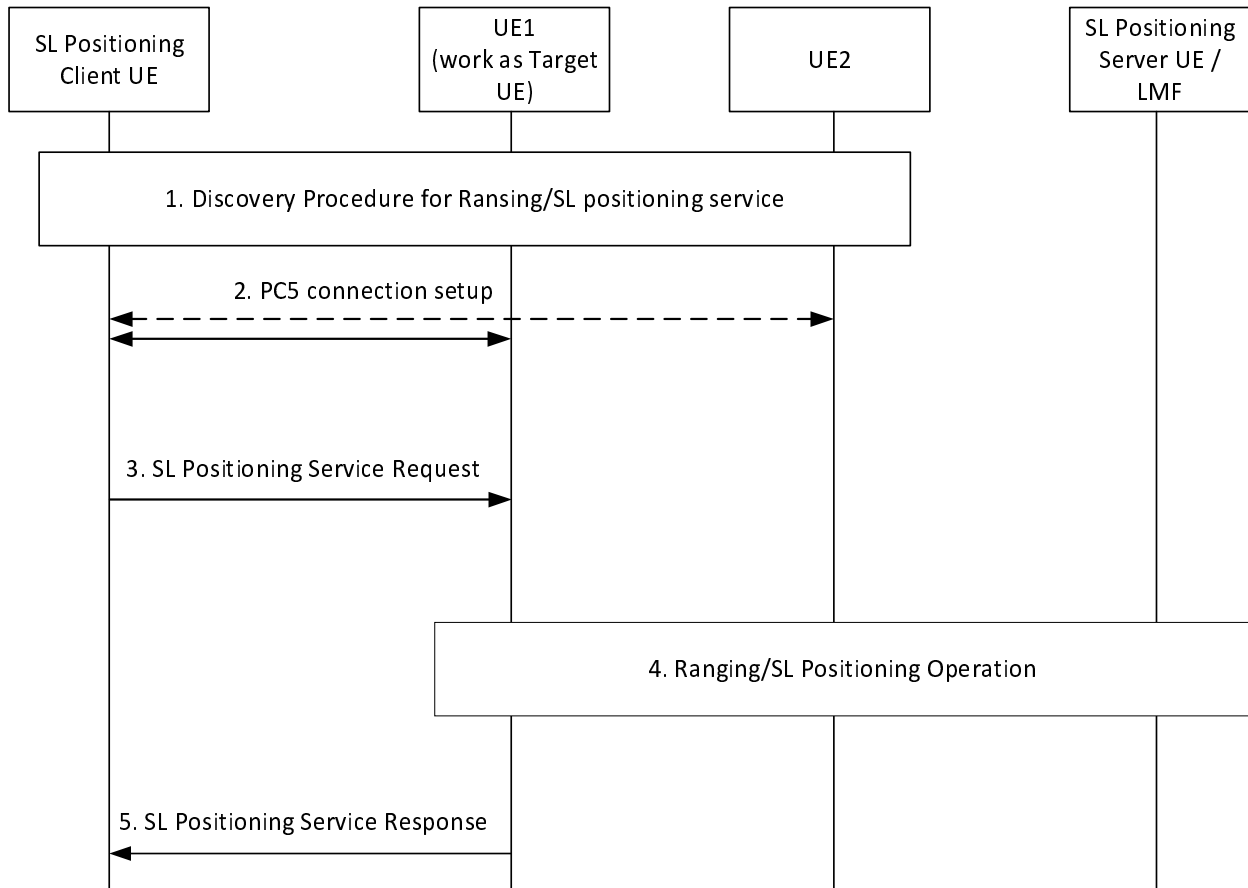 SL Positioning
Client UE
UE1
(work as Target
UE)
UE2
SL Positioning
Server UE /
LMF
1. Discovery Procedure for Ransing/SL positioning service
2. PC5 connection setup
3. SL Positioning Service Request
4. Ranging/SL Positioning Operation
5. SL Positioning Service Response